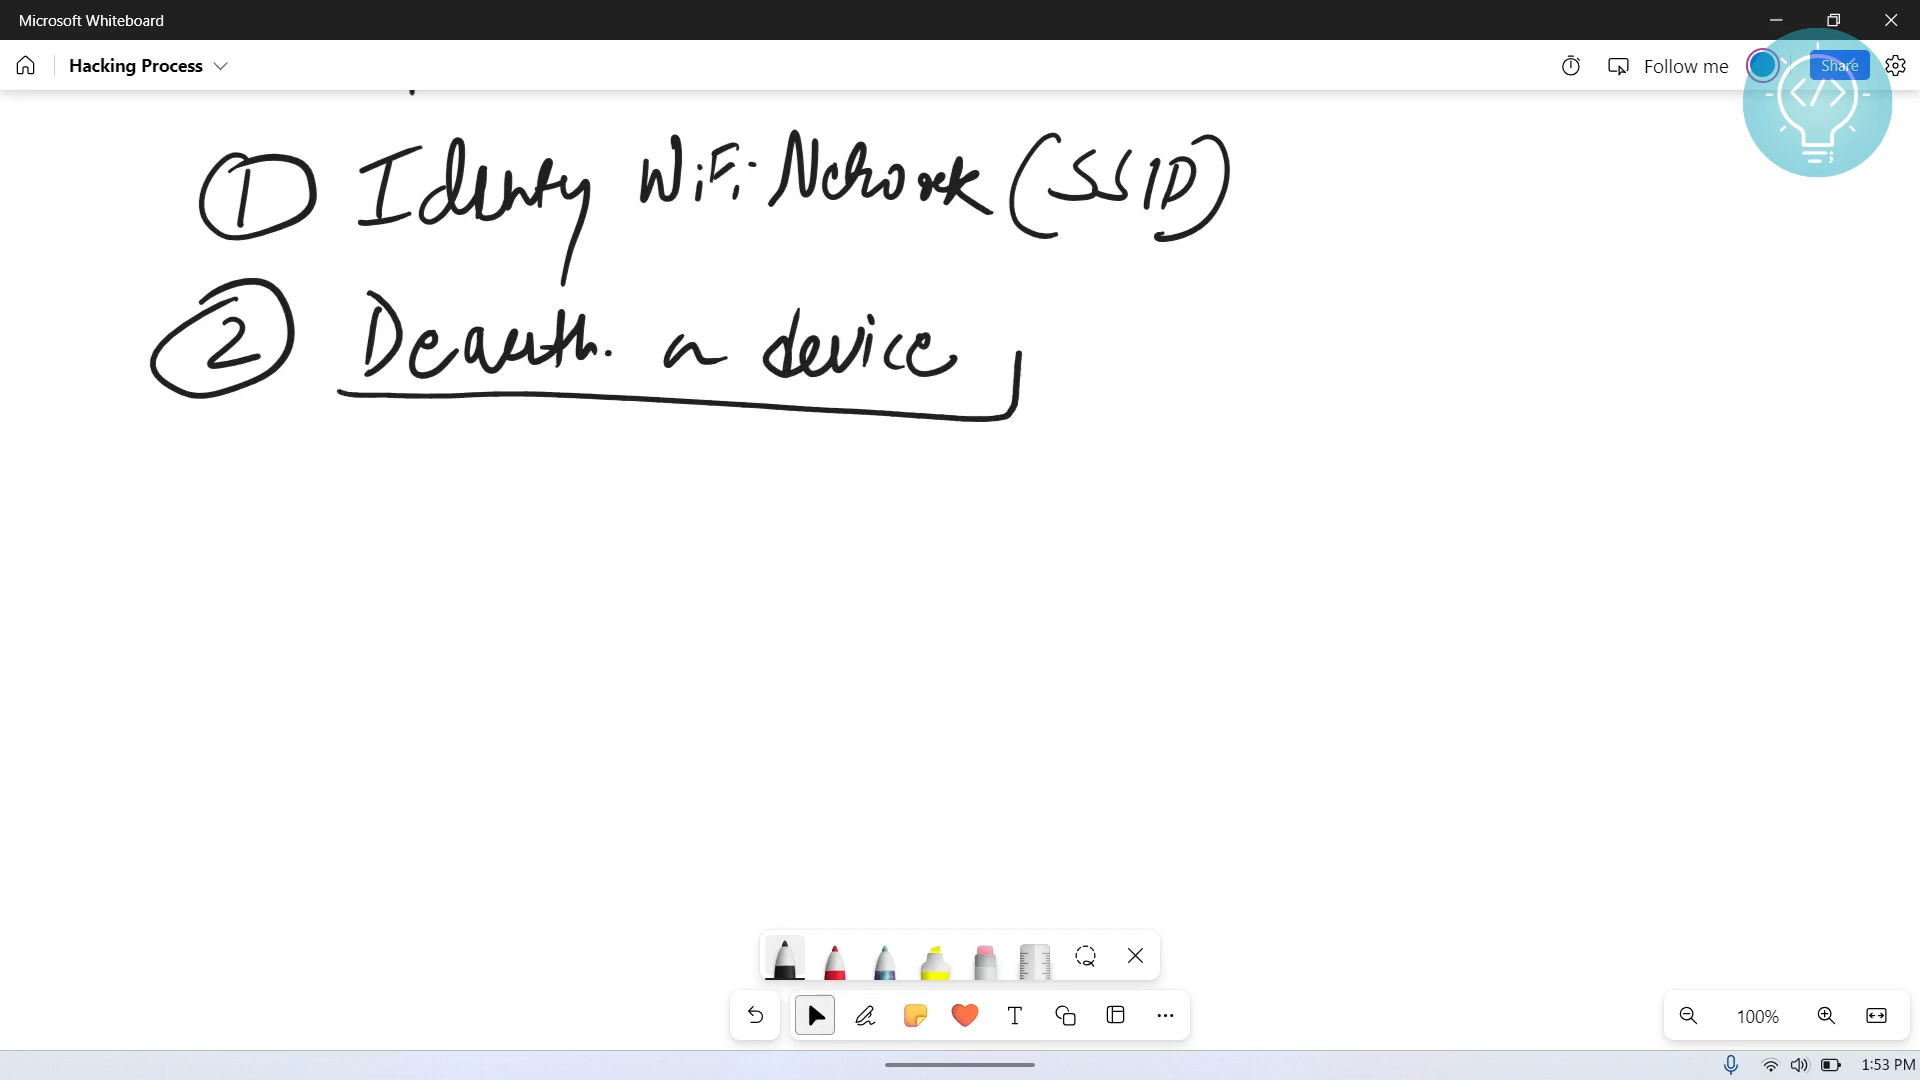 Microsoft Whiteboard
Hacking Process
Follow me
Share
</>
1 Identy WiFi Network (SSID)
2 Deauth. a device
T
100%
1:53 PM